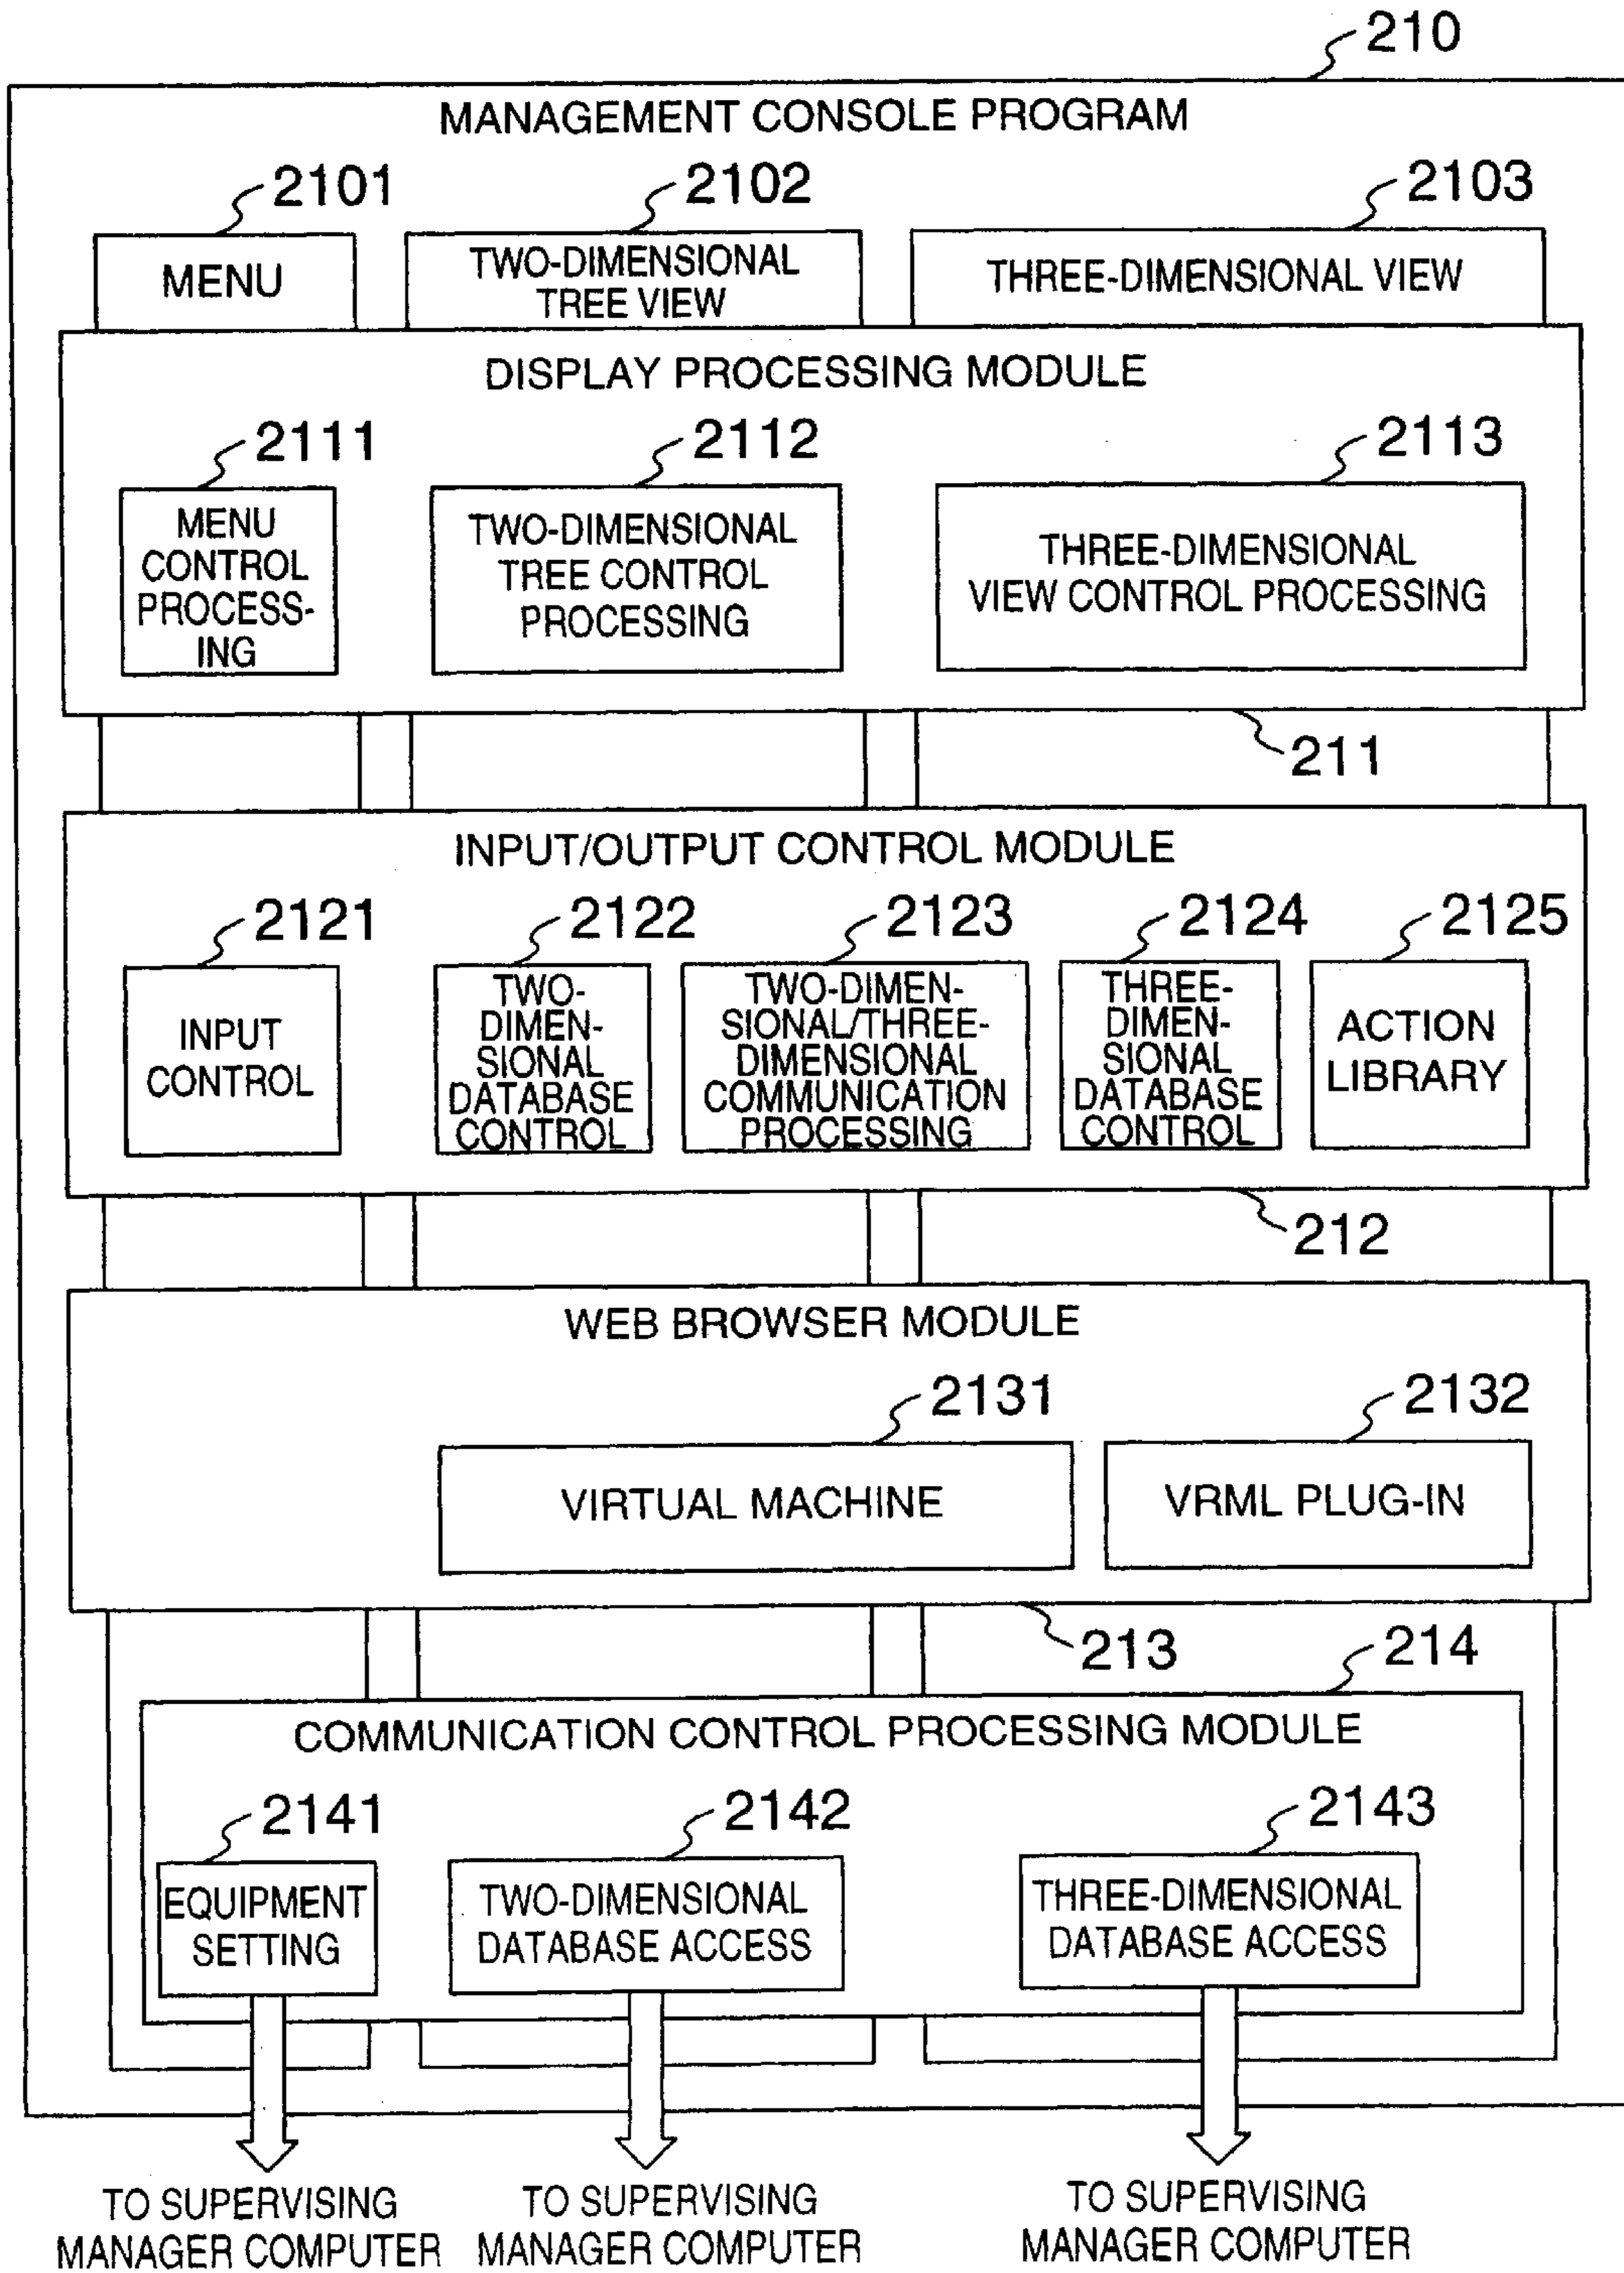 210
MANAGEMENT CONSOLE PROGRAM
2101
2102
2103
MENU
TWO-DIMENSIONAL
TREE VIEW
THREE-DIMENSIONAL VIEW
DISPLAY PROCESSING MODULE
2111
2112
2113
MENU
CONTROL
PROCESS-
ING
TWO-DIMENSIONAL
TREE CONTROL
PROCESSING
THREE-DIMENSIONAL
VIEW CONTROL PROCESSING
211
INPUT/OUTPUT CONTROL MODULE
2121
2122
2123
2124
2125
INPUT
CONTROL
TWO-
DIMEN-
SIONAL
DATABASE
CONTROL
TWO-DIMEN-
SIONAL/THREE-
DIMENSIONAL
COMMUNICATION
PROCESSING
THREE-
DIMEN-
SIONAL
DATABASE
CONTROL
ACTION
LIBRARY
212
WEB BROWSER MODULE
2131
2132
VIRTUAL MACHINE
VRML PLUG-IN
213
214
COMMUNICATION CONTROL PROCESSING MODULE
2141
2142
2143
EQUIPMENT
SETTING
TWO-DIMENSIONAL
DATABASE ACCESS
THREE-DIMENSIONAL
DATABASE ACCESS
TO SUPERVISING
MANAGER COMPUTER
TO SUPERVISING
MANAGER COMPUTER
TO SUPERVISING
MANAGER COMPUTER